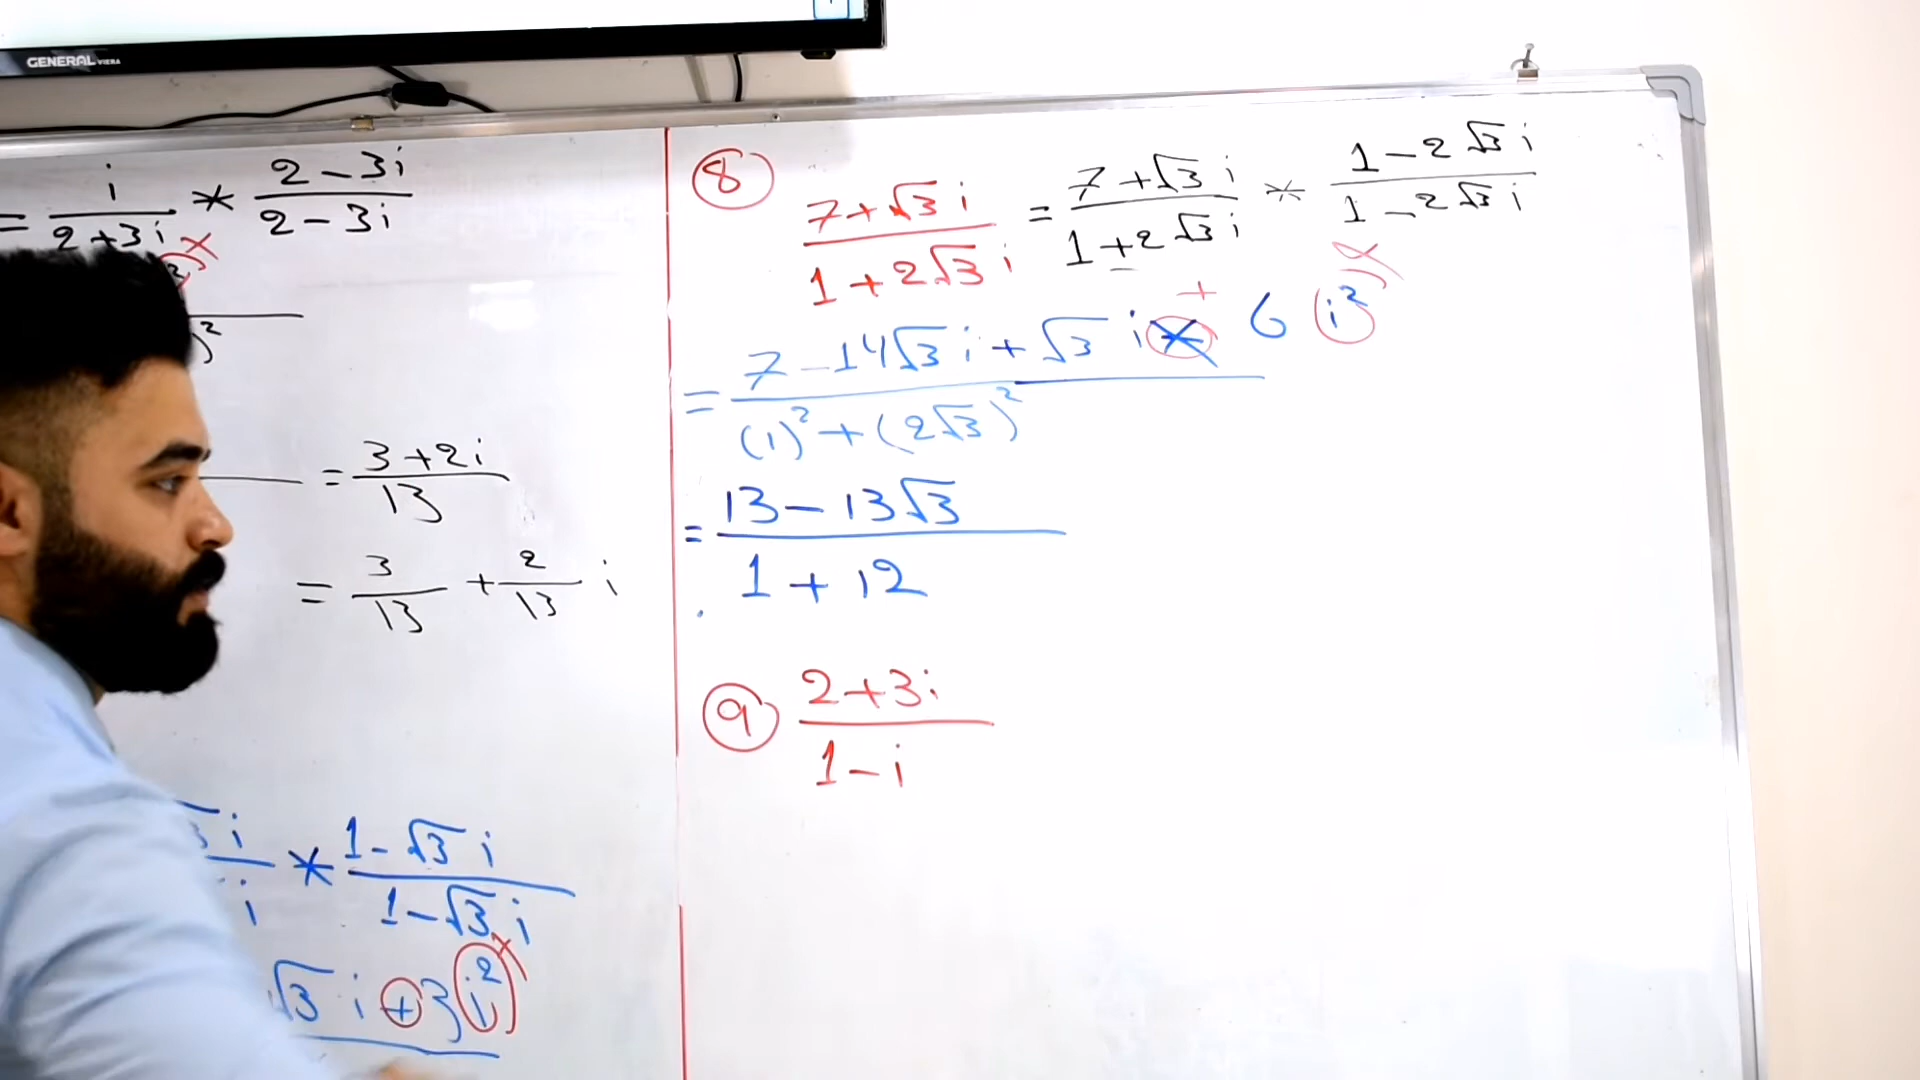 GENERAL VIERA
= i / 2+3i * 2-3i / 2-3i
)²
= 3+2i / 13
= 3/13 + 2/13 i
i / i * 1-√3 i / 1-√3 i
√3 i + 3 i²
⑧ 7+√3 i / 1+2√3 i = 7+√3 i / 1+2√3 i * 1-2√3 i / 1-2√3 i
+
= 7-14√3 i+√3 i 6 i² / (1)²+(2√3)²
= 13-13√3 / 1+12
⑨ 2+3i / 1-i